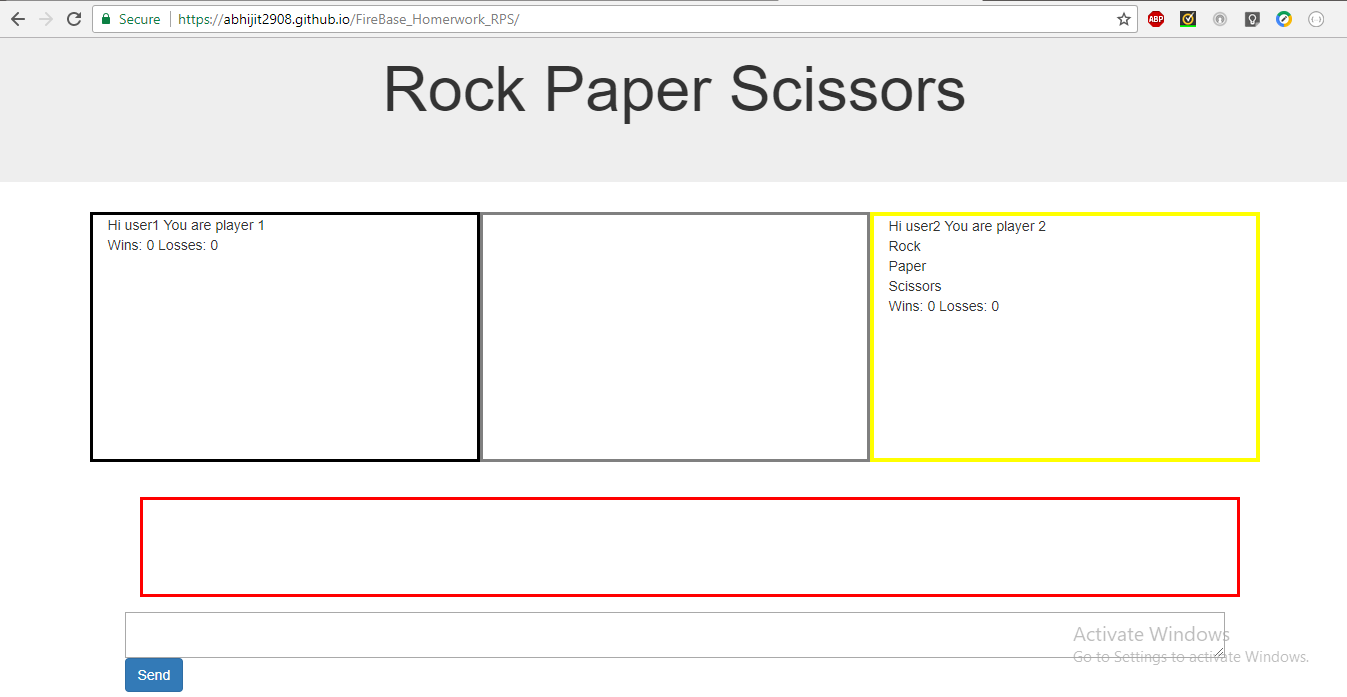 Secure https://abhijit2908.github.io/FireBase_Homerwork_RPS/
ABP
Rock Paper Scissors
Hi user1 You are player 1
Wins: 0 Losses: 0
Hi user2 You are player 2
Rock
Paper
Scissors
Wins: 0 Losses: 0
Send
Activate Windows
Go to Settings to activate Windows.